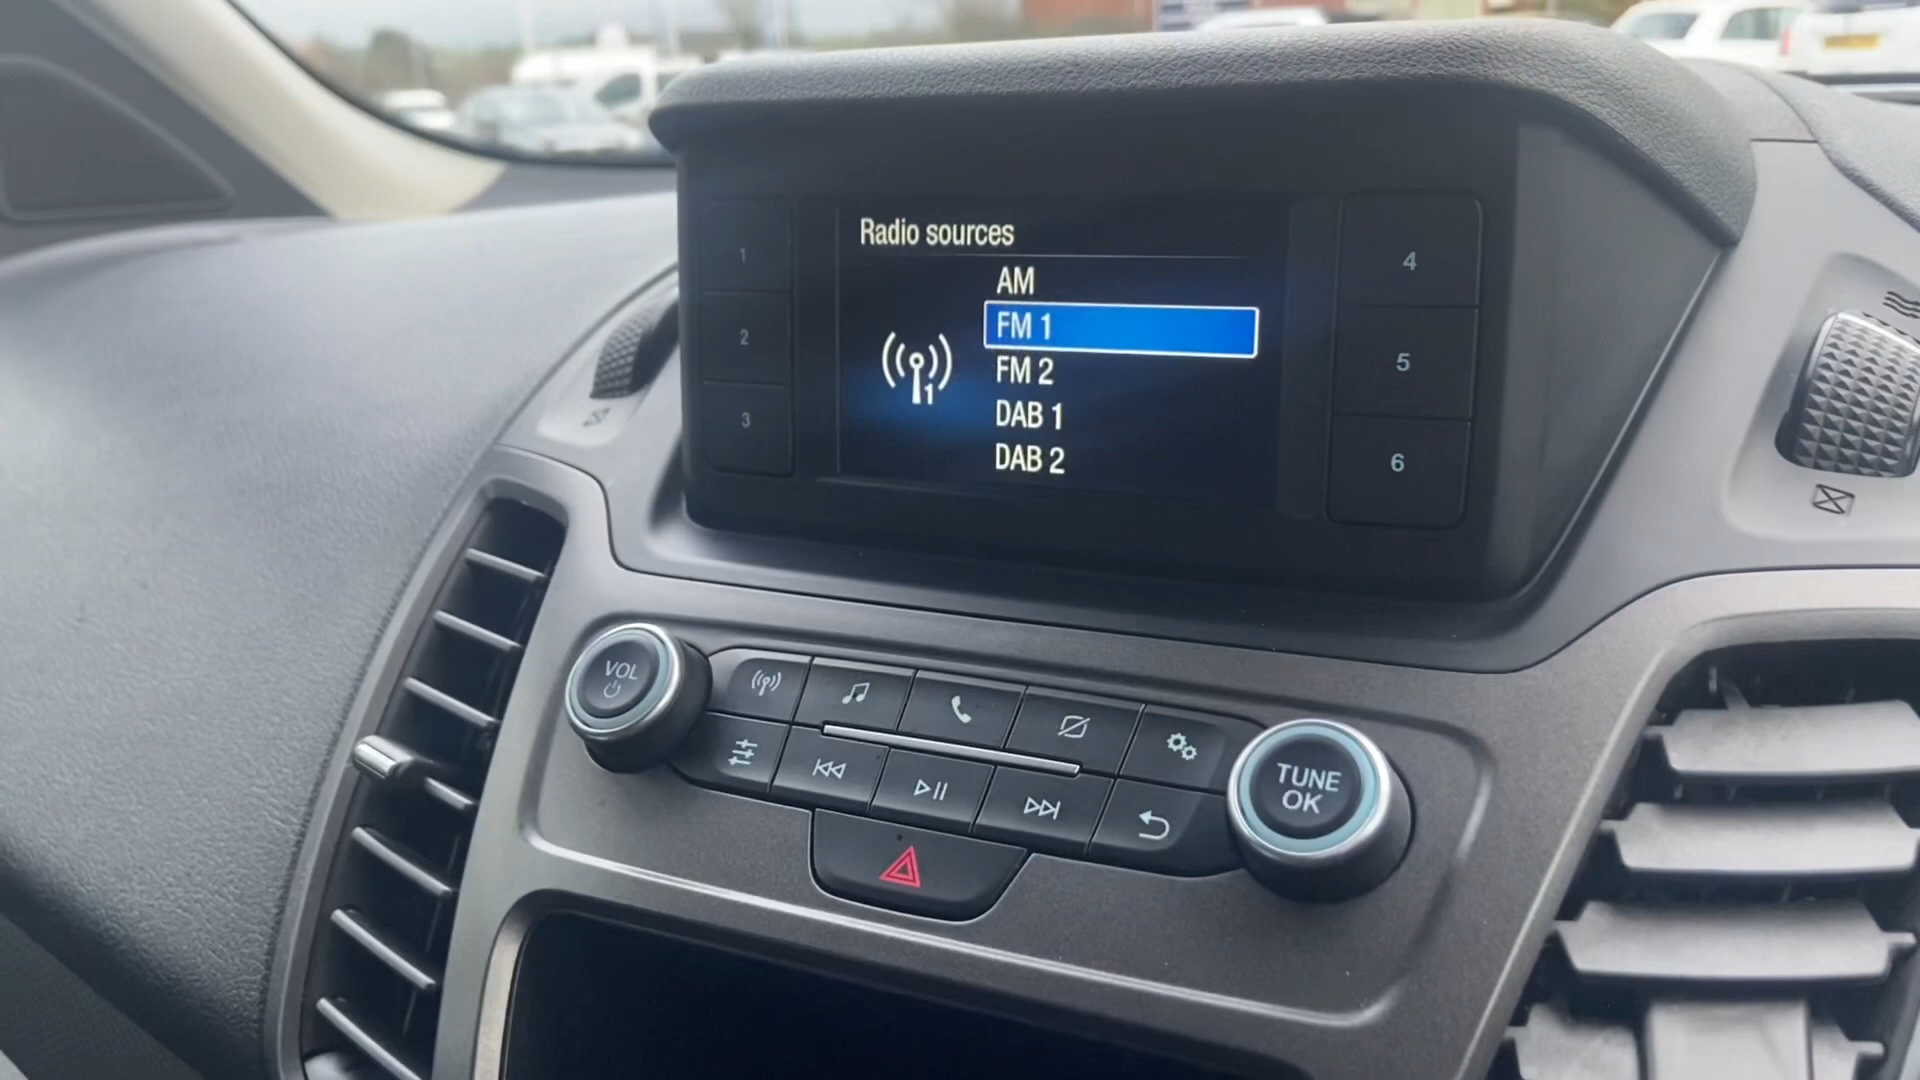 Radio sources
AM
FM 1
FM 2
DAB 1
DAB 2
1
2
3
4
5
6
1
VOL
TUNE
OK